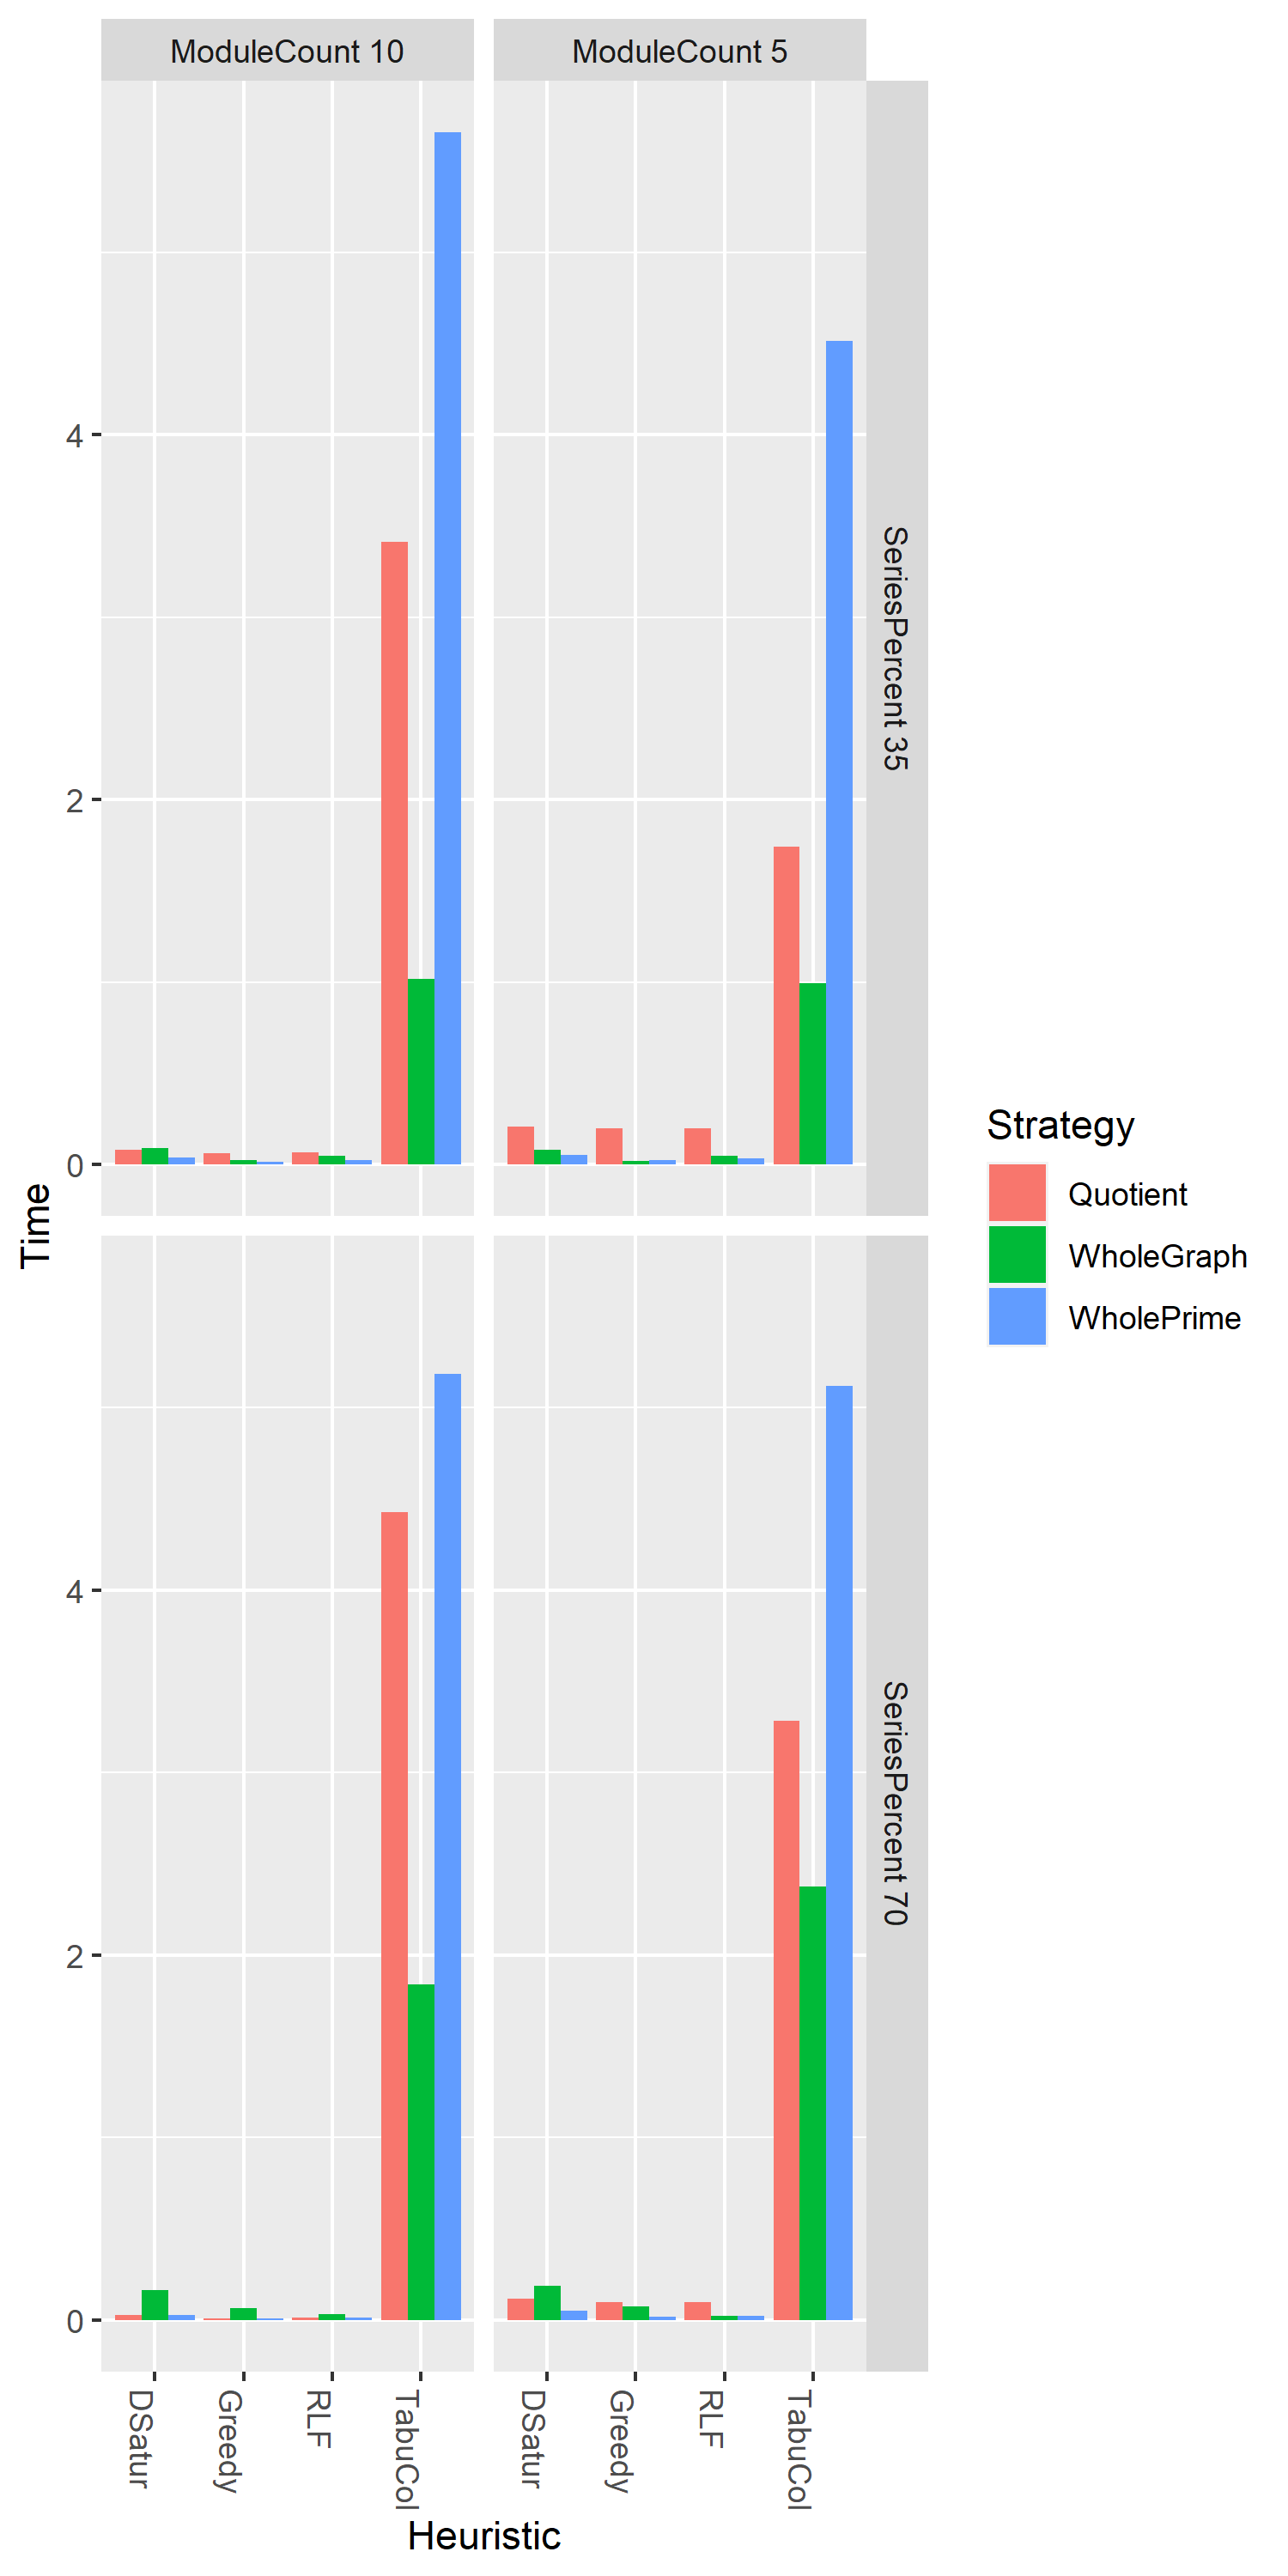 ModuleCount 10
ModuleCount 5
4
2
0
SeriesPercent 35
4
2
0
SeriesPercent 70
Time
DSatur
Greedy
RLF
TabuCol
DSatur
Greedy
RLF
TabuCol
Heuristic
Strategy
Quotient
WholeGraph
WholePrime